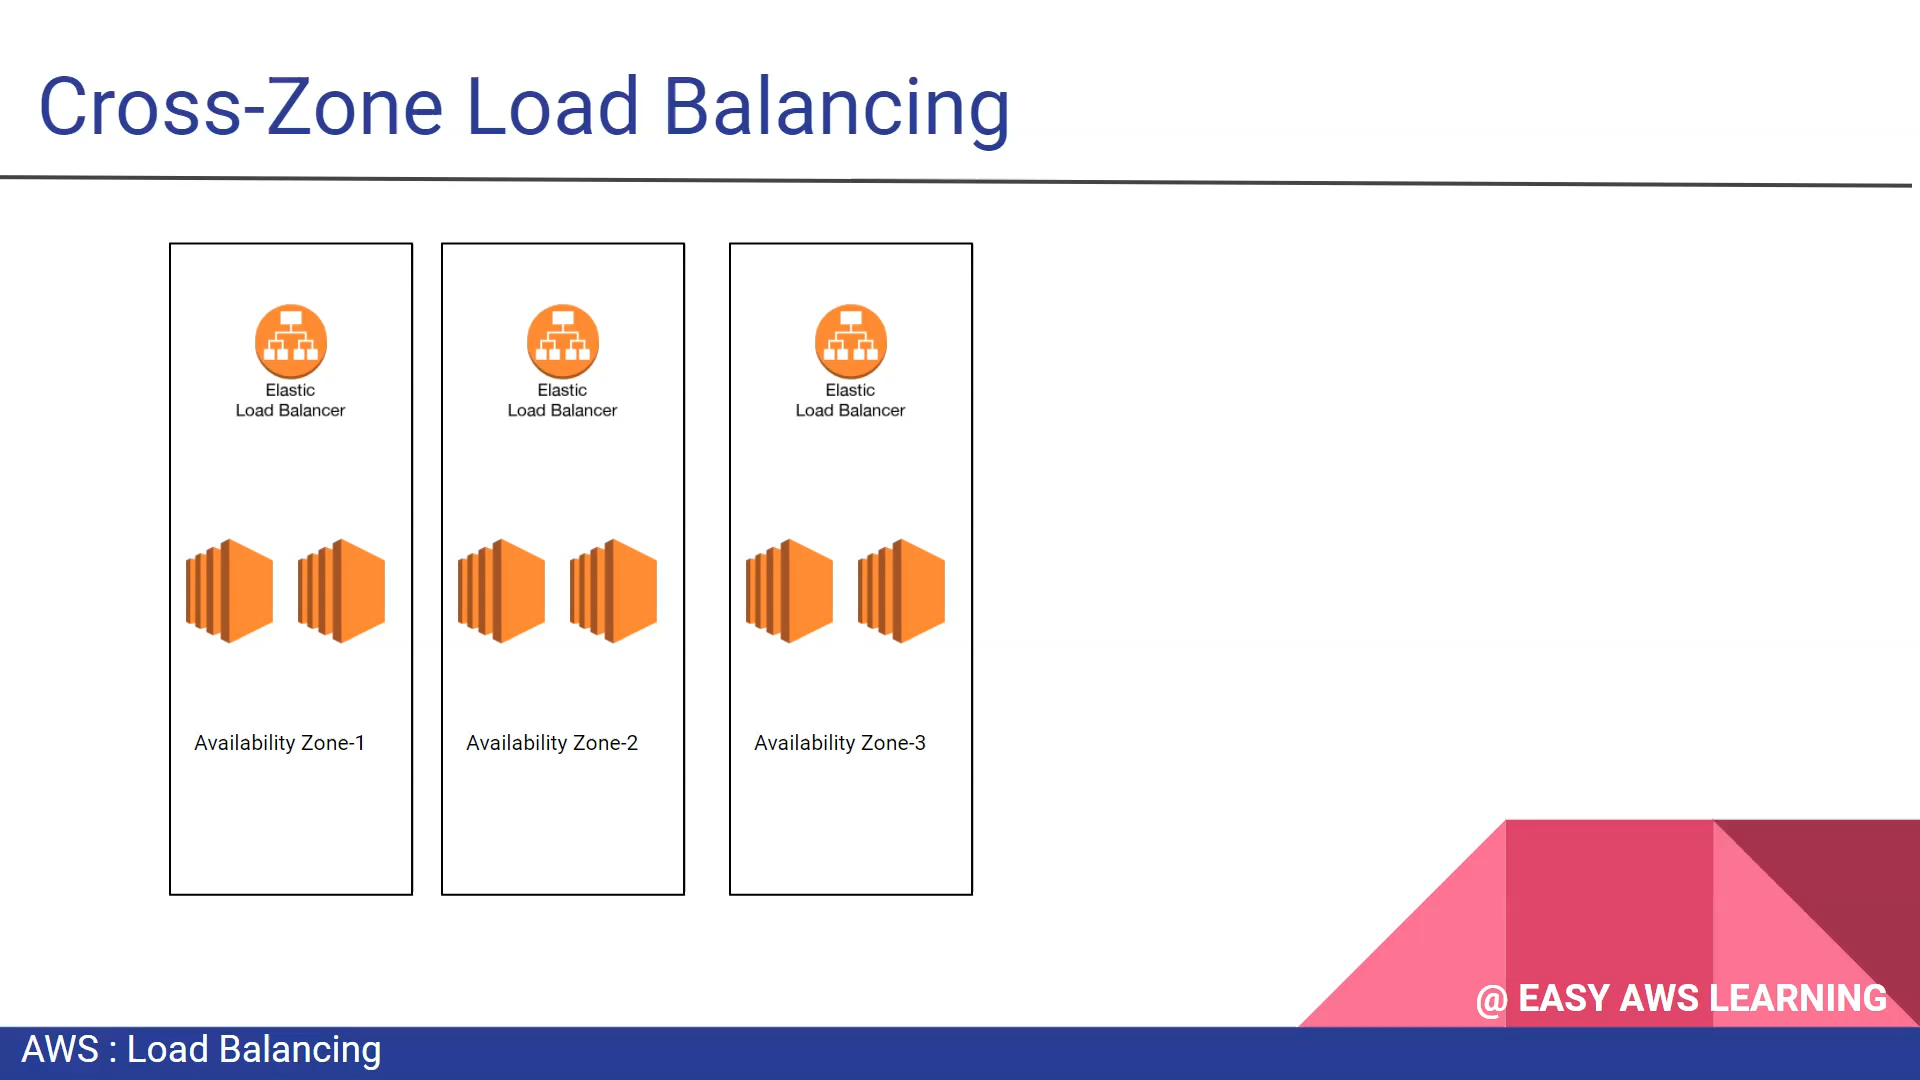 Cross-Zone Load Balancing
Elastic
Load Balancer
Elastic
Load Balancer
Elastic
Load Balancer
Availability Zone-1
Availability Zone-2
Availability Zone-3
@ EASY AWS LEARNING
AWS : Load Balancing